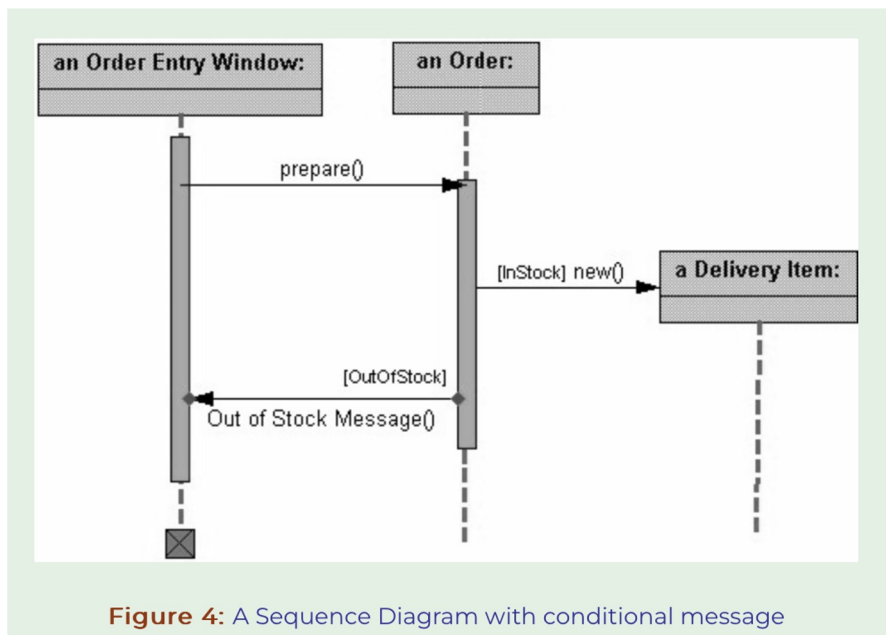 an Order Entry Window:
an Order:
prepare()
[InStock] new()
a Delivery Item:
[OutOfStock]
Out of Stock Message()
Figure 4: A Sequence Diagram with conditional message